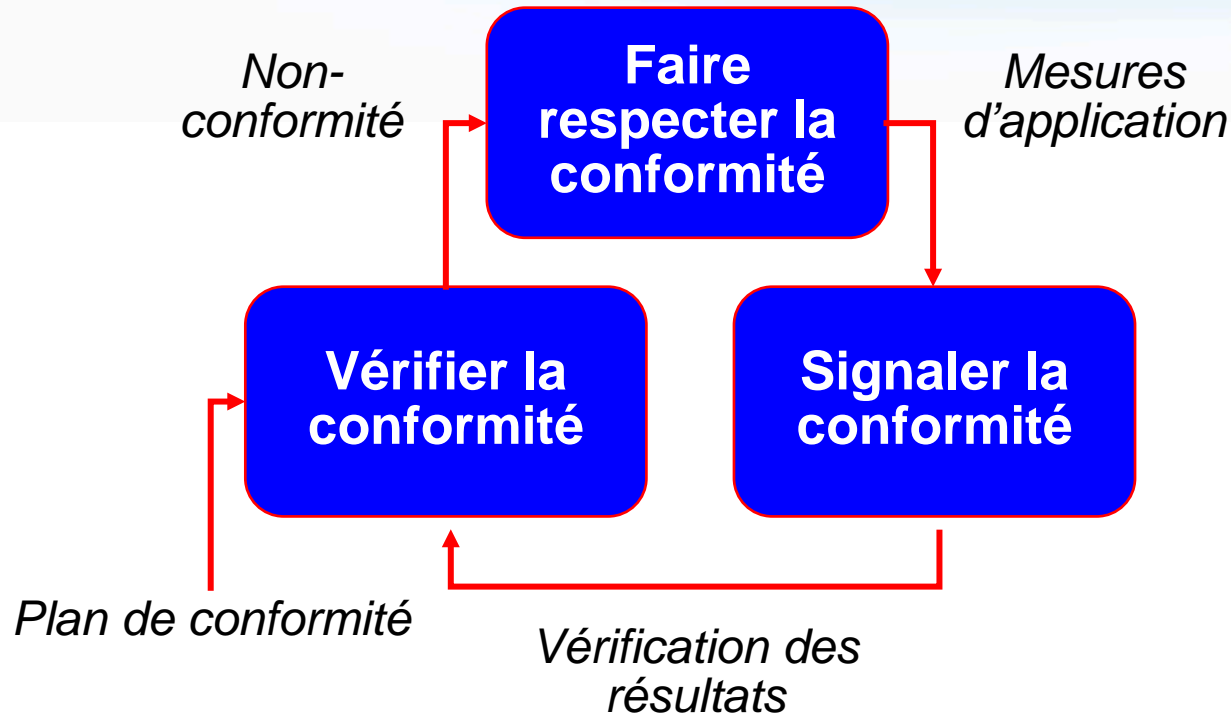 Non-
conformité
Faire
respecter la
conformité
Mesures
d’application
Vérifier la
conformité
Signaler la
conformité
Plan de conformité
Vérification des
résultats